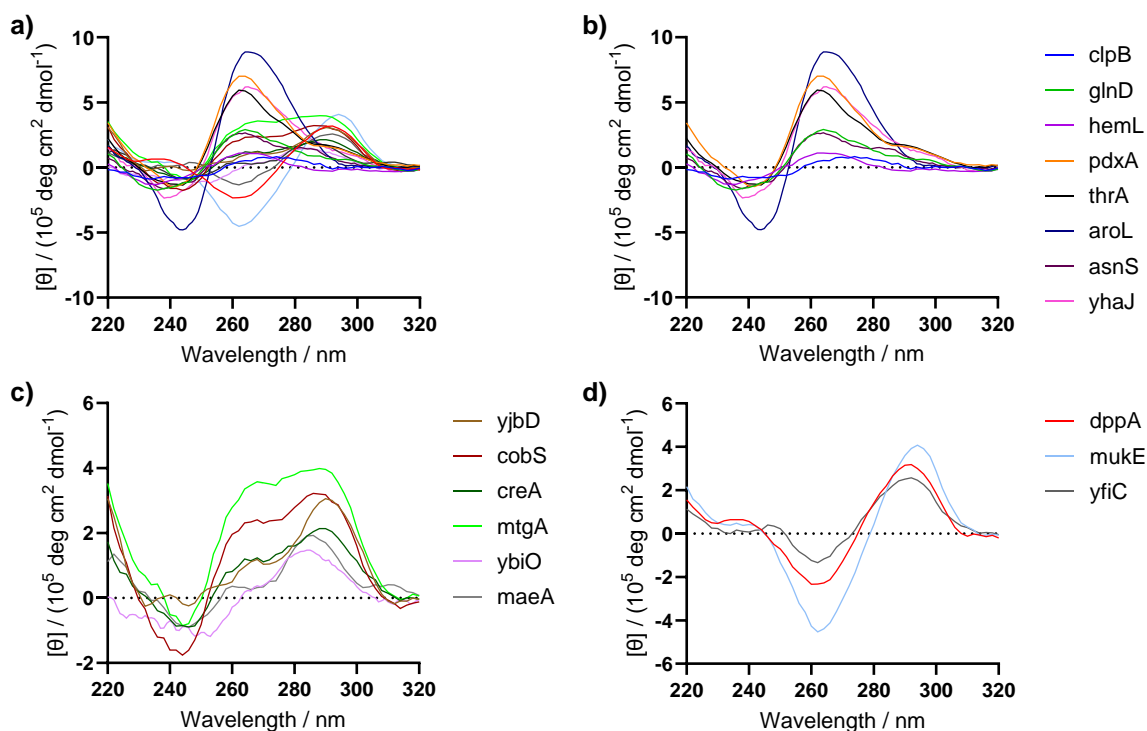 a)
[θ] / (10⁵ deg cm² dmol⁻¹)
10
5
0
-5
-10
220 240 260 280 300 320
Wavelength / nm
b)
[θ] / (10⁵ deg cm² dmol⁻¹)
10
5
0
-5
-10
220 240 260 280 300 320
Wavelength / nm
clpB
glnD
hemL
pdxA
thrA
aroL
asnS
yhaJ
c)
[θ] / (10⁵ deg cm² dmol⁻¹)
6
4
2
0
-2
220 240 260 280 300 320
Wavelength / nm
yjbD
cobS
creA
mtgA
ybiO
maeA
d)
[θ] / (10⁵ deg cm² dmol⁻¹)
6
4
2
0
-2
-4
-6
220 240 260 280 300 320
Wavelength / nm
dppA
mukE
yfiC